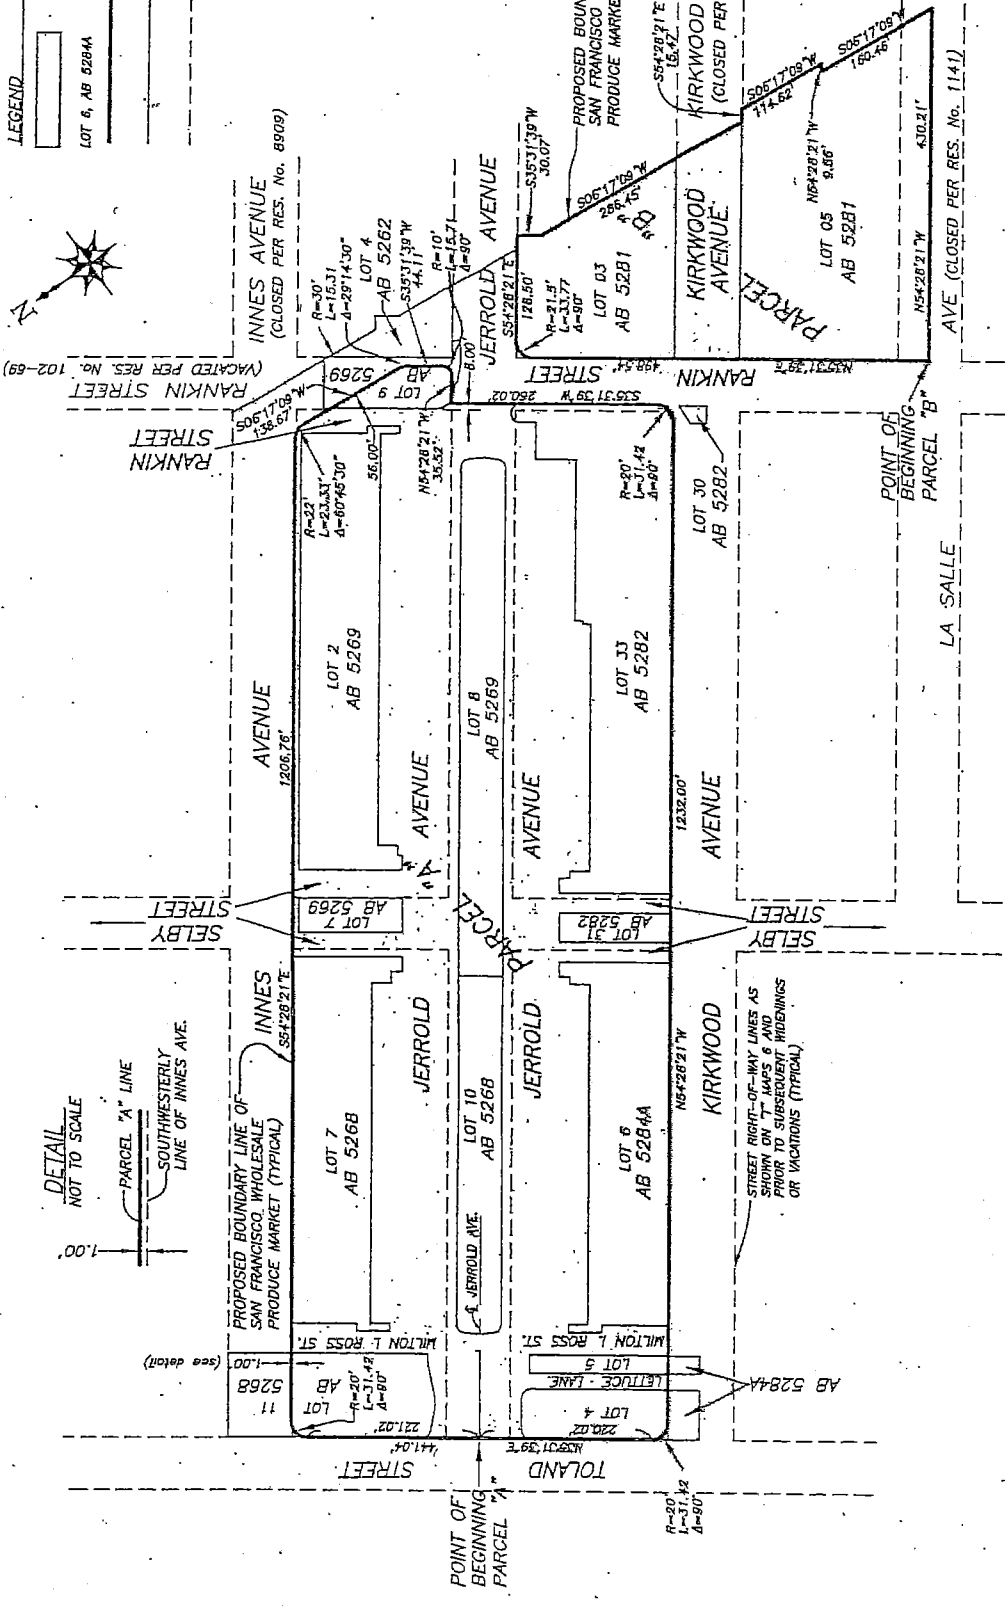 LEGEND
LOT 6, AB 5284A
N
INNES AVENUE
(CLOSED PER RES. No. 8909)
RANKIN STREET
(VACATED PER RES. No. 102-69)
RANKIN
STREET
S06°17'09"W
138.67'
R=30'
L=15.31
Δ=29°14'30"
LOT 4
AB 5262
S35°31'39"W
44.11'
R=10'
L=15.71
Δ=90°
LOT 9
AB
5269
JERROLD AVENUE
8.00'
N54°28'21"W
35.52'
56.00'
R=22'
L=23.33'
Δ=60°45'30"
S54°28'21"E
128.50'
S35°31'39"W
30.07'
R=21.5'
L=33.77
Δ=90°
LOT 03
AB 5281
S06°17'09"W
286.45'
PROPOSED BOUN
SAN FRANCISCO
PRODUCE MARKE
S54°28'21"E
15.47'
KIRKWOOD
(CLOSED PER
KIRKWOOD
AVENUE
S06°17'09"W
114.62'
N54°28'21"W
9.86'
S06°17'09"W
160.46'
LOT 05
AB 5281
PARCEL
"B"
N54°28'21"W
430.21'
AVE (CLOSED PER RES. No. 1141)
RANKIN STREET
N35°31'39"E
498.54'
S35°31'39"W
260.02'
R=20'
L=31.42
Δ=90°
LOT 30
AB 5282
POINT OF
BEGINNING
PARCEL "B"
LA SALLE
AVENUE
1206.76'
LOT 2
AB 5269
LOT 8
AB 5269
LOT 33
AB 5282
AVENUE
AVENUE
1232.00'
AVENUE
PARCEL
"A"
SELBY
STREET
LOT 7
AB 5269
LOT 31
AB 5282
SELBY
STREET
DETAIL
NOT TO SCALE
1.00'
PARCEL "A" LINE
SOUTHWESTERLY
LINE OF INNES AVE.
PROPOSED BOUNDARY LINE OF
SAN FRANCISCO WHOLESALE
PRODUCE MARKET (TYPICAL)
INNES
S54°28'21"E
LOT 7
AB 5268
JERROLD
LOT 10
AB 5268
℄ JERROLD AVE.
JERROLD
LOT 6
AB 5284A
N54°28'21"W
KIRKWOOD
STREET RIGHT-OF-WAY LINES AS
SHOWN ON "T" MAPS 6 AND
PRIOR TO SUBSEQUENT WIDENINGS
OR VACATIONS (TYPICAL)
1.00'
(see detail)
LOT 11
AB 5268
R=20'
L=31.42
Δ=90°
MILTON L ROSS ST.
MILTON L ROSS ST.
LOT 5
LETTUCE LANE
LOT 4
AB 5284A
221.02'
220.02'
441.04'
N35°31'39"E
TOLAND STREET
POINT OF
BEGINNING
PARCEL "A"
R=20'
L=31.42
Δ=90°